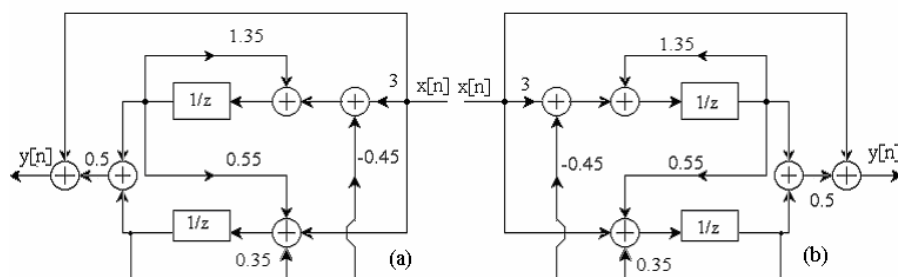 1.35 1.35
1/z 3 x[n] x[n] 3 1/z
y[n] 0.5 0.55 -0.45 -0.45 0.55 y[n]
0.5
1/z (a) 1/z (b)
0.35 0.35